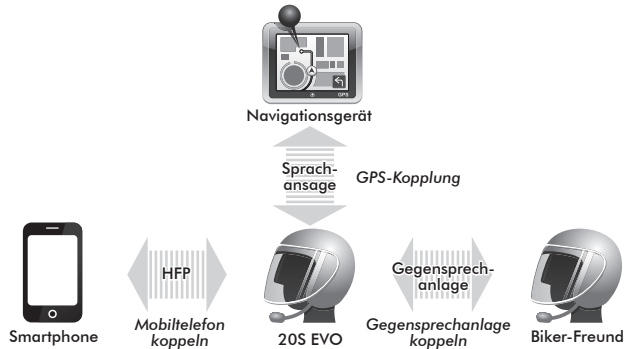 GPS
Navigationsgerät
Sprach-
ansage
GPS-Kopplung
HFP
Gegensprech-
anlage
Smartphone
Mobiltelefon
koppeln
20S EVO
Gegensprechanlage
koppeln
Biker-Freund